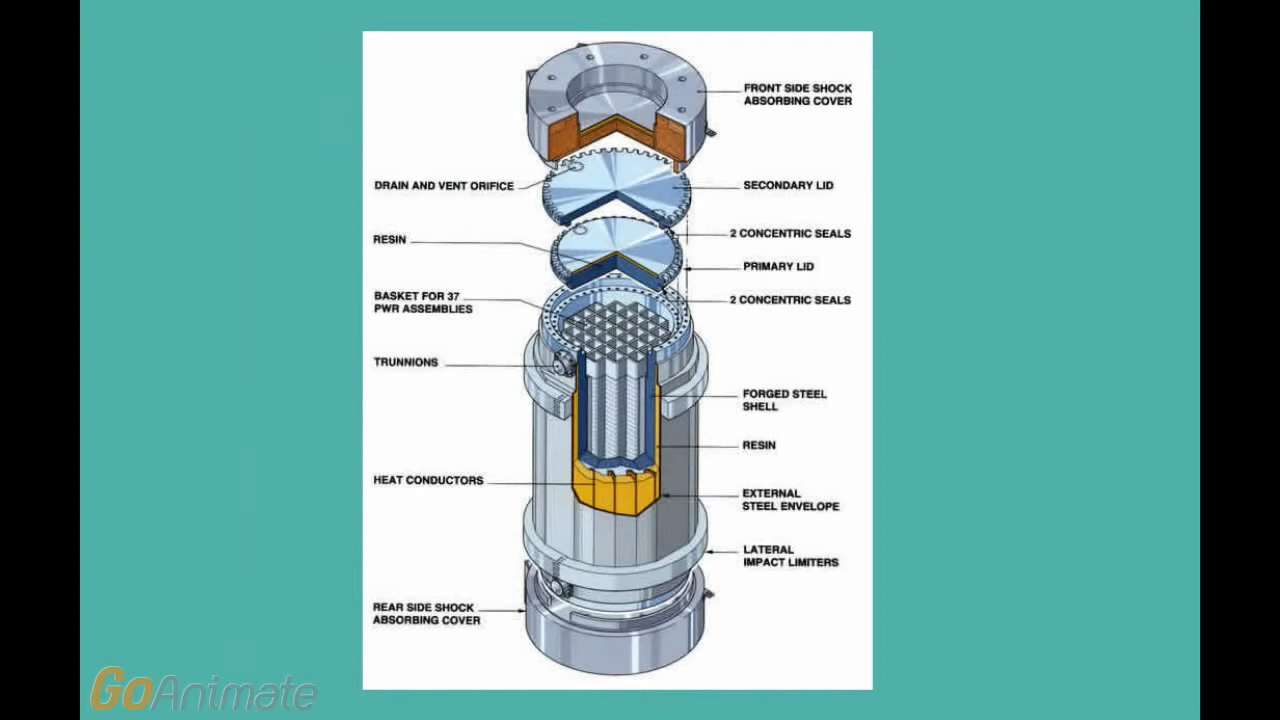 FRONT SIDE SHOCK
ABSORBING COVER
DRAIN AND VENT ORIFICE
SECONDARY LID
2 CONCENTRIC SEALS
RESIN
PRIMARY LID
BASKET FOR 37
PWR ASSEMBLIES
2 CONCENTRIC SEALS
TRUNNIONS
FORGED STEEL
SHELL
RESIN
HEAT CONDUCTORS
EXTERNAL
STEEL ENVELOPE
LATERAL
IMPACT LIMITERS
REAR SIDE SHOCK
ABSORBING COVER
GoAnimate